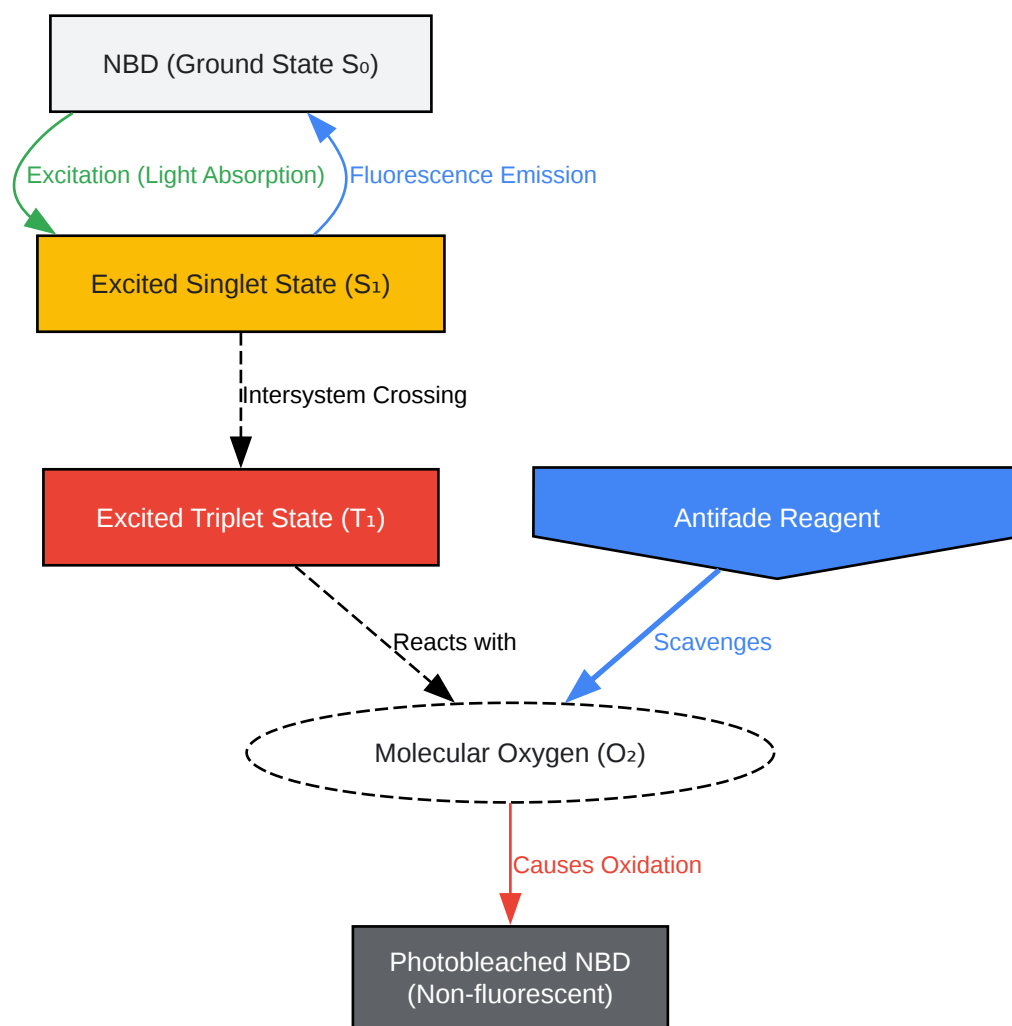 NBD (Ground State S₀)
Excitation (Light Absorption)
Fluorescence Emission
Excited Singlet State (S₁)
Intersystem Crossing
Excited Triplet State (T₁)
Antifade Reagent
Reacts with
Scavenges
Molecular Oxygen (O₂)
Causes Oxidation
Photobleached NBD
(Non-fluorescent)